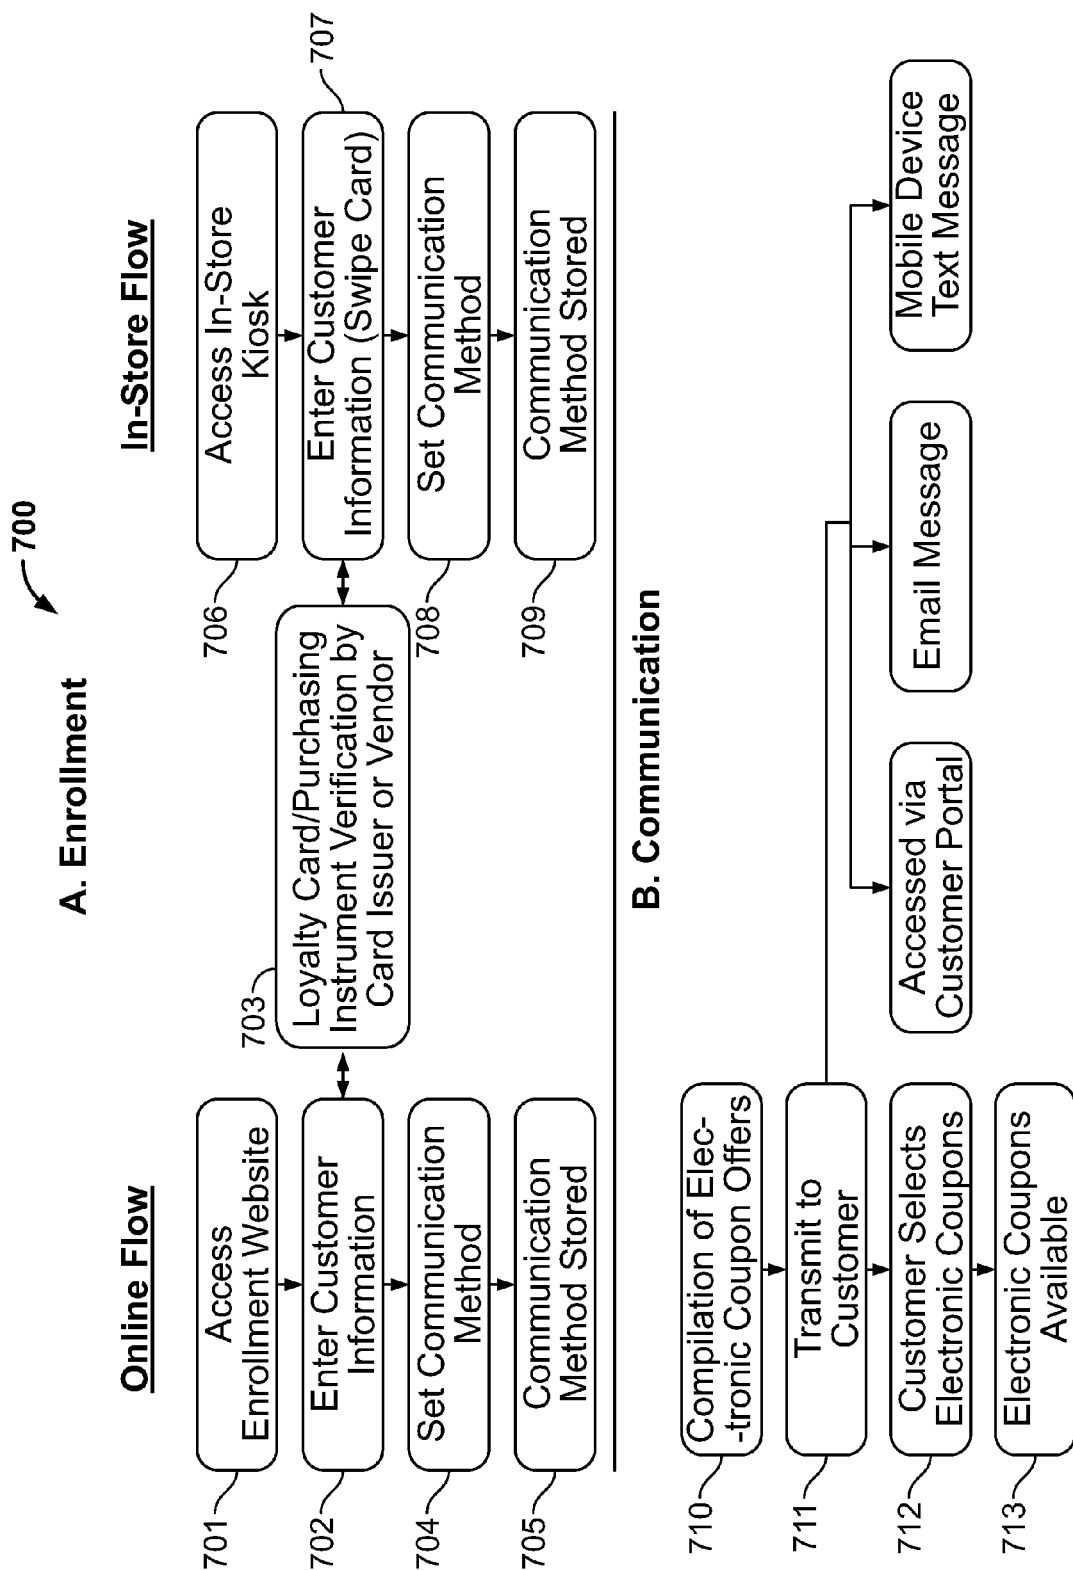 700
A. Enrollment
Online Flow
In-Store Flow
701
Access
Enrollment Website
706
Access In-Store
Kiosk
702
Enter Customer
Information
703
Loyalty Card/Purchasing
Instrument Verification by
Card Issuer or Vendor
707
Enter Customer
Information (Swipe Card)
704
Set Communication
Method
708
Set Communication
Method
705
Communication
Method Stored
709
Communication
Method Stored
B. Communication
710
Compilation of Elec-
-tronic Coupon Offers
711
Transmit to
Customer
712
Customer Selects
Electronic Coupons
Accessed via
Customer Portal
Email Message
Mobile Device
Text Message
713
Electronic Coupons
Available